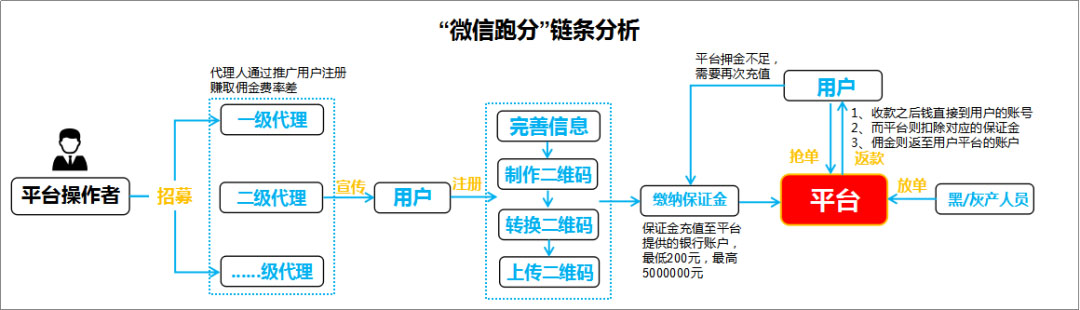 “微信跑分”链条分析
代理人通过推广用户注册
赚取佣金费率差
一级代理
二级代理
……级代理
平台操作者
招募
宣传
用户
注册
完善信息
制作二维码
转换二维码
上传二维码
缴纳保证金
保证金充值至平台
提供的银行账户，
最低200元，最高
5000000元
平台押金不足，
需要再次充值
用户
1、收款之后钱直接到用户的账号
2、而平台则扣除对应的保证金
3、佣金则返至用户平台的账户
抢单
返款
平台
放单
黑/灰产人员